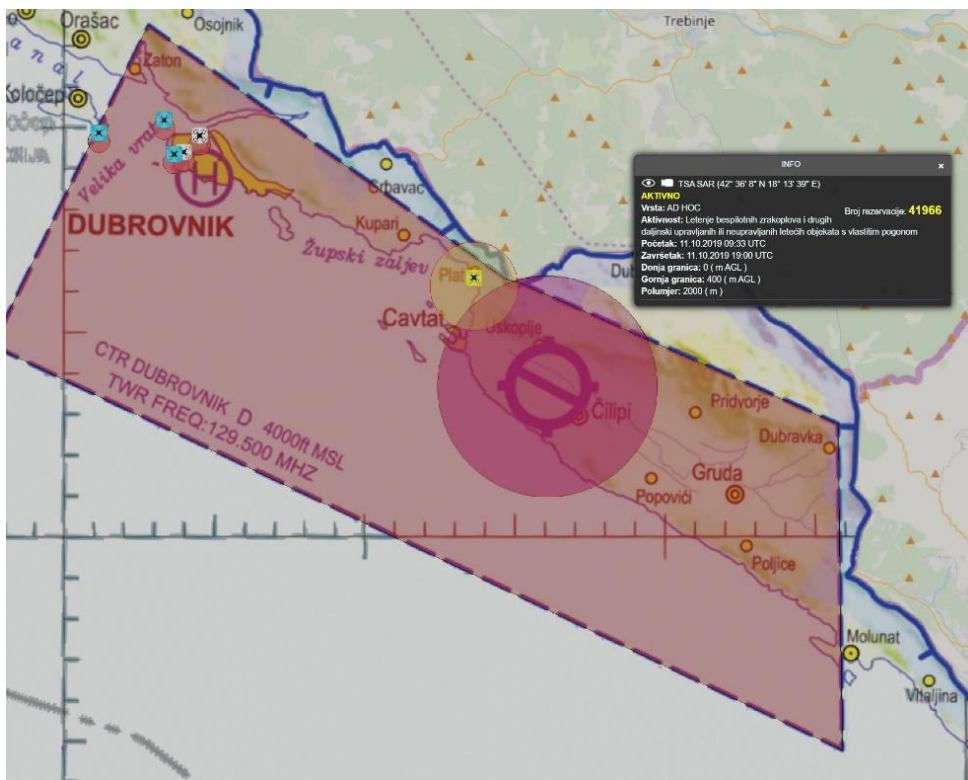 Orašac
Osojnik
Trebinje
Zaton
Koločep
Velika vrata
Grbavac
DUBROVNIK
Kupari
Župski zaljev
Plat
Cavtat
Uskoplje
CTR DUBROVNIK D 4000ft MSL
TWR FREQ:129.500 MHZ
Čilipi
Pridvorje
Dubravka
Gruda
Popovići
Poljice
Molunat
Vitaljina
H
INFO
×
TSA SAR (42° 36' 8" N 18° 13' 39" E)
AKTIVNO
Vrsta: AD HOC
Broj rezervacije: 41966
Aktivnost: Letenje bespilotnih zrakoplova i drugih
daljinski upravljanih ili neupravljanih letećih objekata s vlastitim pogonom
Početak: 11.10.2019 09:33 UTC
Završetak: 11.10.2019 19:00 UTC
Donja granica: 0 ( m AGL )
Gornja granica: 400 ( m AGL )
Polumjer: 2000 ( m )